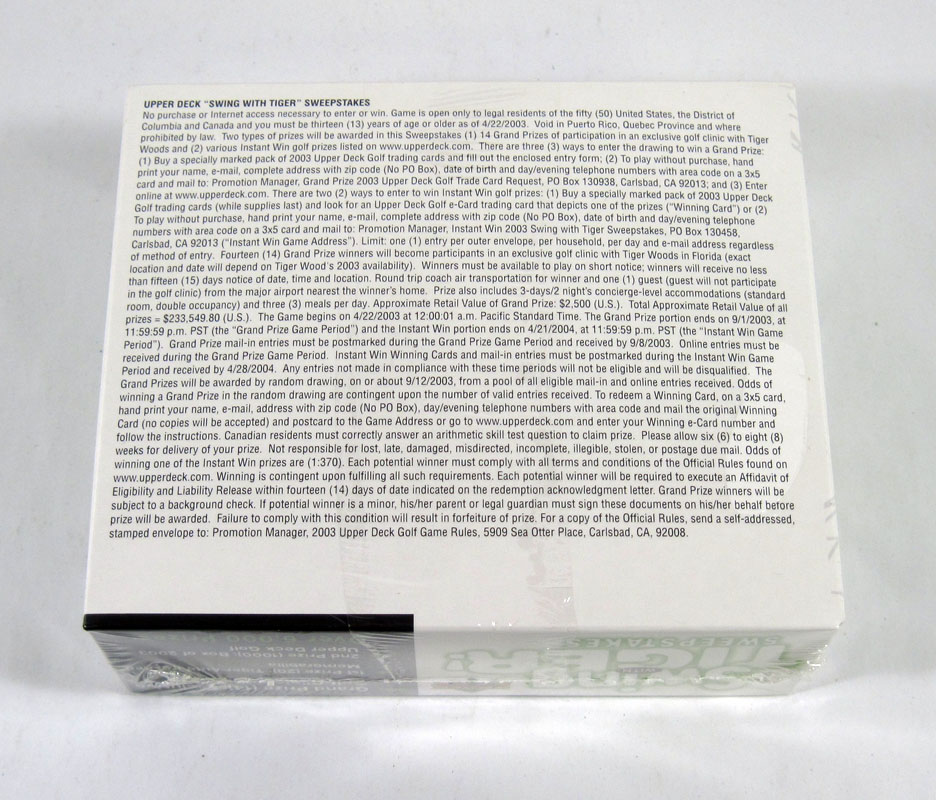 UPPER DECK "SWING WITH TIGER" SWEEPSTAKES
No purchase or Internet access necessary to enter or win. Game is open only to legal residents of the fifty (50) United States, the District of
Columbia and Canada and you must be thirteen (13) years of age or older as of 4/22/2003. Void in Puerto Rico, Quebec Province and where
prohibited by law. Two types of prizes will be awarded in this Sweepstakes (1) 14 Grand Prizes of participation in an exclusive golf clinic with Tiger
Woods and (2) various Instant Win golf prizes listed on www.upperdeck.com. There are three (3) ways to enter the drawing to win a Grand Prize:
(1) Buy a specially marked pack of 2003 Upper Deck Golf trading cards and fill out the enclosed entry form; (2) To play without purchase, hand
print your name, e-mail, complete address with zip code (No PO Box), date of birth and day/evening telephone numbers with area code on a 3x5
card and mail to: Promotion Manager, Grand Prize 2003 Upper Deck Golf Trade Card Request, PO Box 130938, Carlsbad, CA 92013; and (3) Enter
online at www.upperdeck.com. There are two (2) ways to enter to win Instant Win golf prizes: (1) Buy a specially marked pack of 2003 Upper Deck
Golf trading cards (while supplies last) and look for an Upper Deck Golf e-Card trading card that depicts one of the prizes ("Winning Card") or (2)
To play without purchase, hand print your name, e-mail, complete address with zip code (No PO Box), date of birth and day/evening telephone
numbers with area code on a 3x5 card and mail to: Promotion Manager, Instant Win 2003 Swing with Tiger Sweepstakes, PO Box 130458,
Carlsbad, CA 92013 ("Instant Win Game Address"). Limit: one (1) entry per outer envelope, per household, per day and e-mail address regardless
of method of entry. Fourteen (14) Grand Prize winners will become participants in an exclusive golf clinic with Tiger Woods in Florida (exact
location and date will depend on Tiger Wood's 2003 availability). Winners must be available to play on short notice; winners will receive no less
than fifteen (15) days notice of date, time and location. Round trip coach air transportation for winner and one (1) guest (guest will not participate
in the golf clinic) from the major airport nearest the winner's home. Prize also includes 3-days/2 night's concierge-level accommodations (standard
room, double occupancy) and three (3) meals per day. Approximate Retail Value of Grand Prize: $2,500 (U.S.). Total Approximate Retail Value of all
prizes = $233,549.80 (U.S.). The Game begins on 4/22/2003 at 12:00:01 a.m. Pacific Standard Time. The Grand Prize portion ends on 9/1/2003, at
11:59:59 p.m. PST (the "Grand Prize Game Period") and the Instant Win portion ends on 4/21/2004, at 11:59:59 p.m. PST (the "Instant Win Game
Period"). Grand Prize mail-in entries must be postmarked during the Grand Prize Game Period and received by 9/8/2003. Online entries must be
received during the Grand Prize Game Period. Instant Win Winning Cards and mail-in entries must be postmarked during the Instant Win Game
Period and received by 4/28/2004. Any entries not made in compliance with these time periods will not be eligible and will be disqualified. The
Grand Prizes will be awarded by random drawing, on or about 9/12/2003, from a pool of all eligible mail-in and online entries received. Odds of
winning a Grand Prize in the random drawing are contingent upon the number of valid entries received. To redeem a Winning Card, on a 3x5 card,
hand print your name, e-mail, address with zip code (No PO Box), day/evening telephone numbers with area code and mail the original Winning
Card (no copies will be accepted) and postcard to the Game Address or go to www.upperdeck.com and enter your Winning e-Card number and
follow the instructions. Canadian residents must correctly answer an arithmetic skill test question to claim prize. Please allow six (6) to eight (8)
weeks for delivery of your prize. Not responsible for lost, late, damaged, misdirected, incomplete, illegible, stolen, or postage due mail. Odds of
winning one of the Instant Win prizes are (1:370). Each potential winner must comply with all terms and conditions of the Official Rules found on
www.upperdeck.com. Winning is contingent upon fulfilling all such requirements. Each potential winner will be required to execute an Affidavit of
Eligibility and Liability Release within fourteen (14) days of date indicated on the redemption acknowledgment letter. Grand Prize winners will be
subject to a background check. If potential winner is a minor, his/her parent or legal guardian must sign these documents on his/her behalf before
prize will be awarded. Failure to comply with this condition will result in forfeiture of prize. For a copy of the Official Rules, send a self-addressed,
stamped envelope to: Promotion Manager, 2003 Upper Deck Golf Game Rules, 5909 Sea Otter Place, Carlsbad, CA, 92008.
Swing
with
TIGER!
SWEEPSTAKES
Grand Prize (14)
Memorabilia
2nd Prize (1000), Box of 2003
Upper Deck Golf